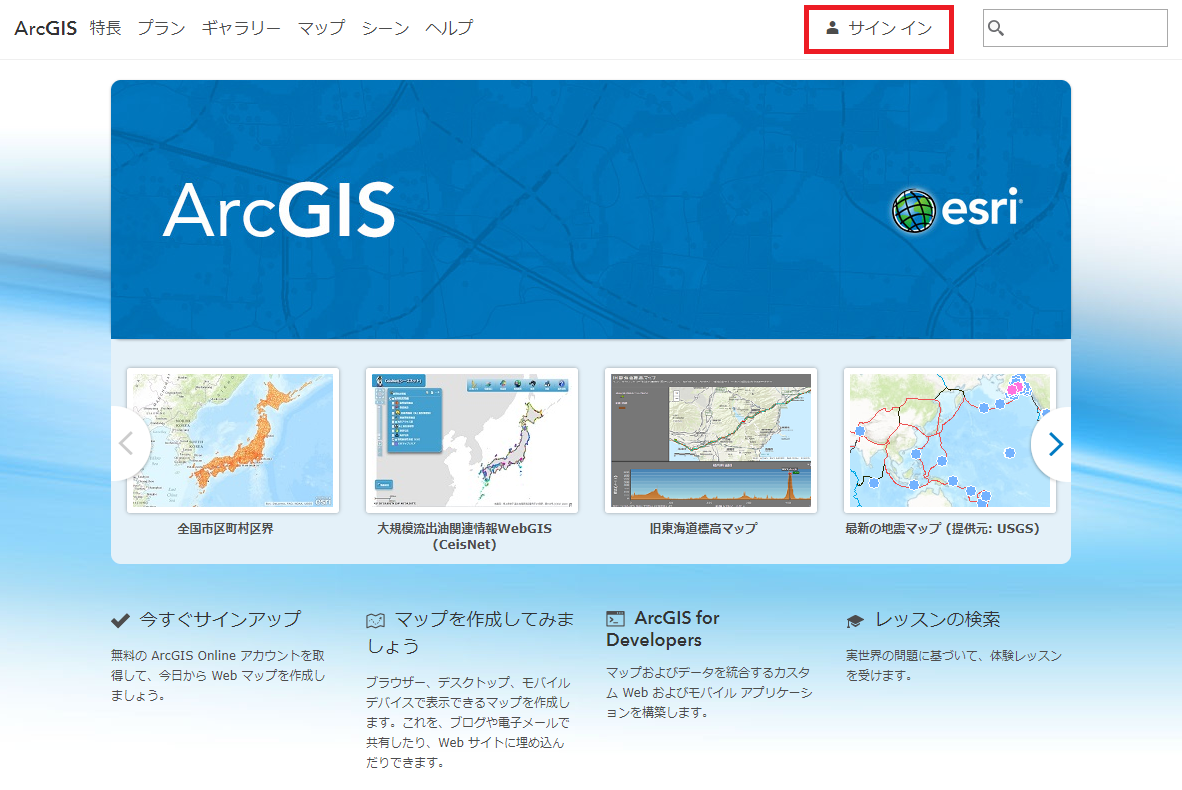 ArcGIS 特長 プラン ギャラリー マップ シーン ヘルプ サイン イン
ArcGIS
esri
全国市区町村区界
大規模流出油関連情報WebGIS
(CeisNet)
旧東海道標高マップ
最新の地震マップ (提供元: USGS)
今すぐサインアップ
無料の ArcGIS Online アカウントを取
得して、今日から Web マップを作成し
ましょう。
マップを作成してみま
しょう
ブラウザー、デスクトップ、モバイル
デバイスで表示できるマップを作成し
ます。これを、ブログや電子メールで
共有したり、Web サイトに埋め込ん
だりできます。
ArcGIS for
Developers
マップおよびデータを統合するカスタ
ム Web およびモバイル アプリケーシ
ョンを構築します。
レッスンの検索
実世界の問題に基づいて、体験レッスン
を受けます。